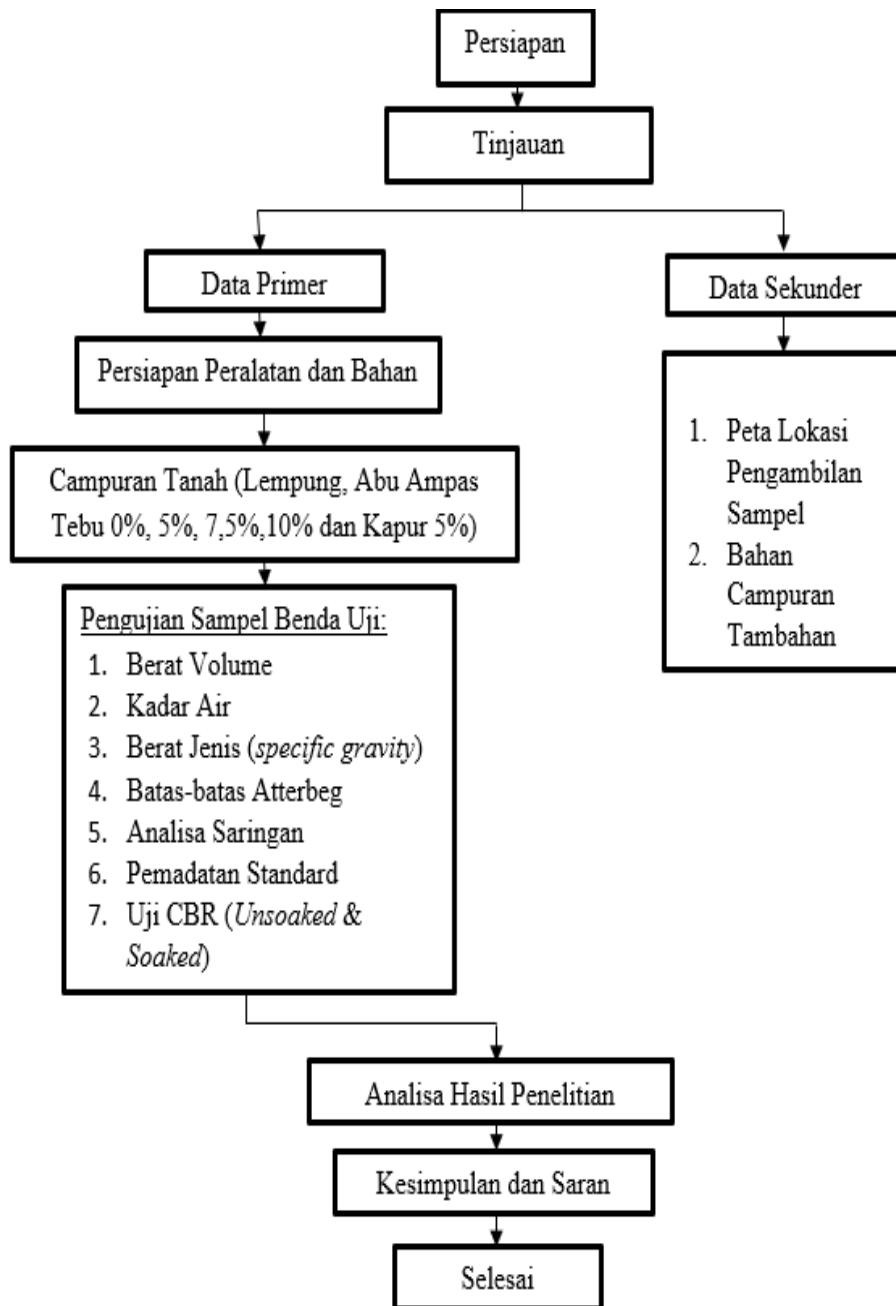 Persiapan
Tinjauan
Data Primer
Data Sekunder
Persiapan Peralatan dan Bahan
Campuran Tanah (Lempung, Abu Ampas
Tebu 0%, 5%, 7,5%,10% dan Kapur 5%)
Pengujian Sampel Benda Uji:
1. Berat Volume
2. Kadar Air
3. Berat Jenis (specific gravity)
4. Batas-batas Atterbeg
5. Analisa Saringan
6. Pemadatan Standard
7. Uji CBR (Unsoaked &
Soaked)
1. Peta Lokasi
Pengambilan
Sampel
2. Bahan
Campuran
Tambahan
Analisa Hasil Penelitian
Kesimpulan dan Saran
Selesai